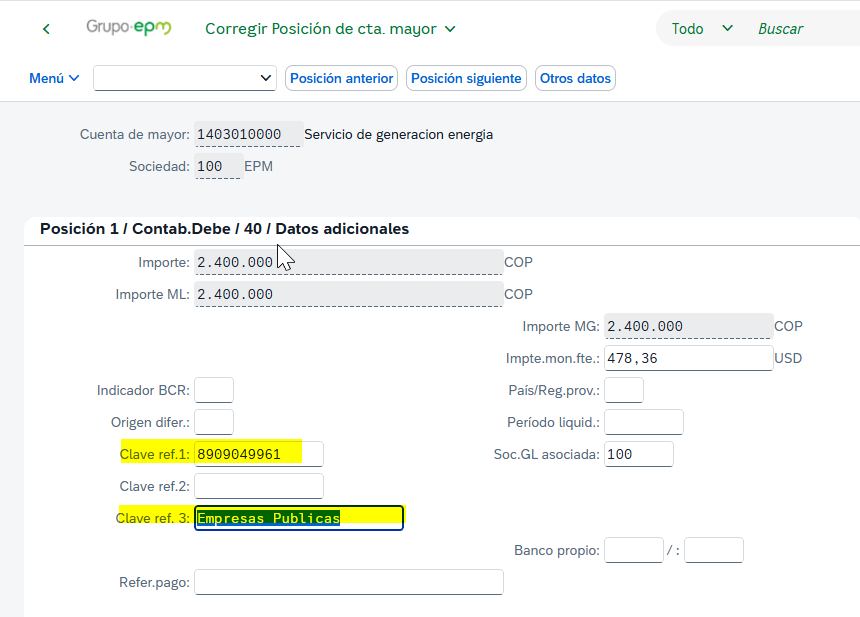 Grupo·epm Corregir Posición de cta. mayor Todo Buscar
Menú Posición anterior Posición siguiente Otros datos
Cuenta de mayor: 1403010000 Servicio de generacion energia
Sociedad: 100 EPM
Posición 1 / Contab.Debe / 40 / Datos adicionales
Importe: 2.400.000 COP
Importe ML: 2.400.000 COP
Importe MG: 2.400.000 COP
Impte.mon.fte.: 478,36 USD
Indicador BCR: País/Reg.prov.:
Origen difer.: Período liquid.:
Clave ref.1: 8909049961 Soc.GL asociada: 100
Clave ref.2:
Clave ref. 3: Empresas Publicas
Banco propio: / :
Refer.pago: